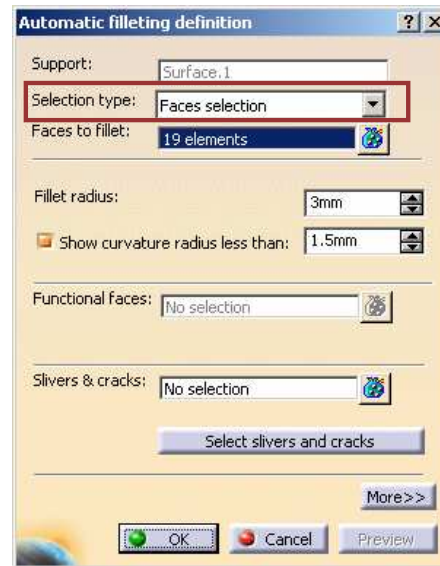 Automatic filleting definition ? X
Support: Surface.1
Selection type: Faces selection
Faces to fillet: 19 elements
Fillet radius: 3mm
Show curvature radius less than: 1.5mm
Functional faces: No selection
Slivers & cracks: No selection
Select slivers and cracks
More>>
OK Cancel Preview